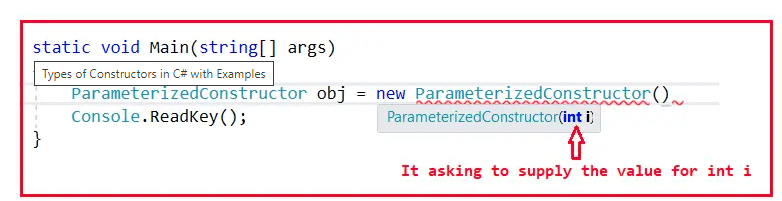 static void Main(string[] args)
Types of Constructors in C# with Examples
ParameterizedConstructor obj = new ParameterizedConstructor()
Console.ReadKey();
ParameterizedConstructor(int i)
}
It asking to supply the value for int i